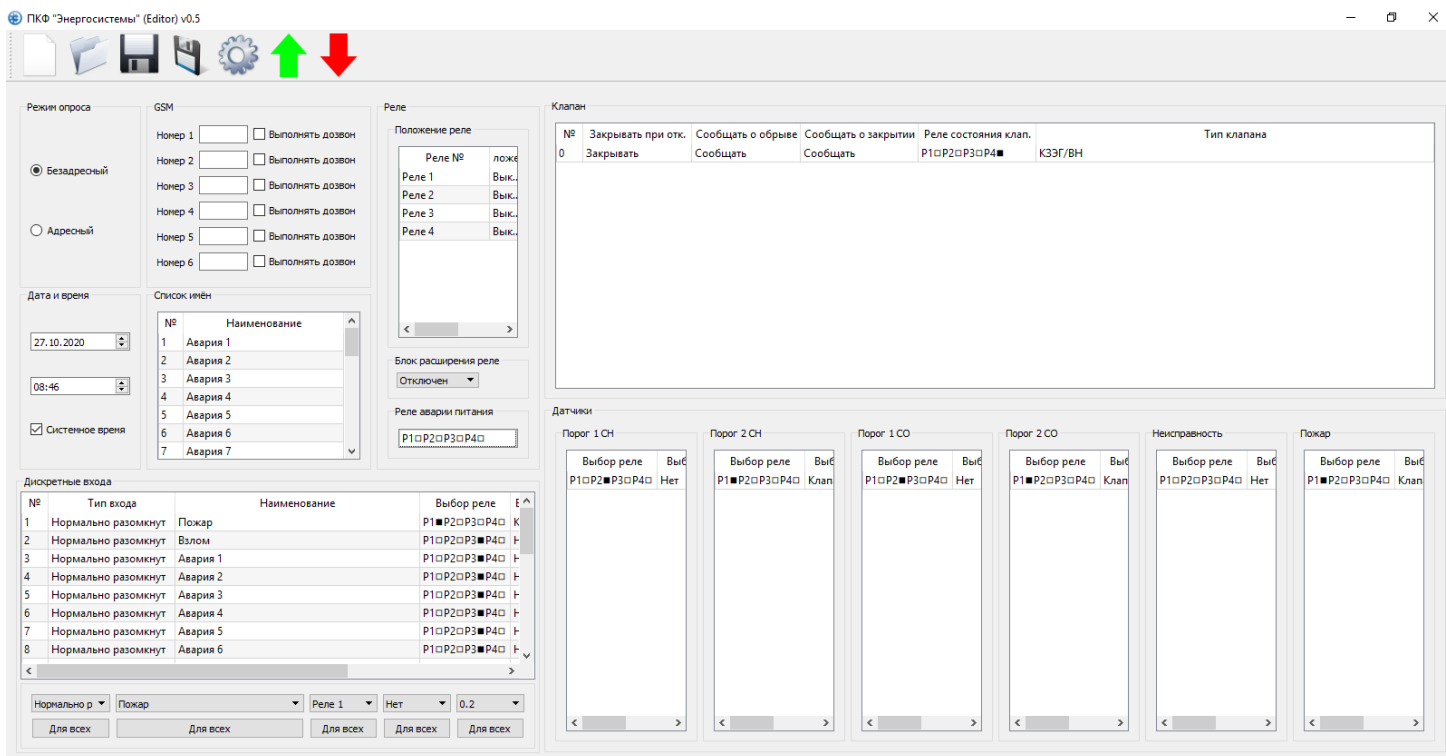 ПКФ "Энергосистемы" (Editor) v0.5
Режим опроса
Безадресный
Адресный
GSM
Номер 1 Выполнять дозвон
Номер 2 Выполнять дозвон
Номер 3 Выполнять дозвон
Номер 4 Выполнять дозвон
Номер 5 Выполнять дозвон
Номер 6 Выполнять дозвон
Дата и время
27.10.2020
08:46
Системное время
Список имён
№ Наименование
1 Авария 1
2 Авария 2
3 Авария 3
4 Авария 4
5 Авария 5
6 Авария 6
7 Авария 7
Реле
Положение реле
Реле № ложе
Реле 1 Вык..
Реле 2 Вык..
Реле 3 Вык..
Реле 4 Вык..
Блок расширения реле
Отключен
Реле аварии питания
Р1□Р2□Р3□Р4□
Клапан
№ Закрывать при отк. Сообщать о обрыве Сообщать о закрытии Реле состояния клап. Тип клапана
0 Закрывать Сообщать Сообщать Р1□Р2□Р3□Р4■ КЗЭГ/ВН
Дискретные входа
№ Тип входа Наименование Выбор реле
1 Нормально разомкнут Пожар Р1■Р2□Р3□Р4□ К
2 Нормально разомкнут Взлом Р1□Р2□Р3■Р4□ Н
3 Нормально разомкнут Авария 1 Р1□Р2□Р3■Р4□ Н
4 Нормально разомкнут Авария 2 Р1□Р2□Р3■Р4□ Н
5 Нормально разомкнут Авария 3 Р1□Р2□Р3■Р4□ Н
6 Нормально разомкнут Авария 4 Р1□Р2□Р3■Р4□ Н
7 Нормально разомкнут Авария 5 Р1□Р2□Р3■Р4□ Н
8 Нормально разомкнут Авария 6 Р1□Р2□Р3■Р4□ Н
Нормально р Пожар Реле 1 Нет 0.2
Для всех Для всех Для всех Для всех Для всех
Датчики
Порог 1 СН
Выбор реле Выб
Р1□Р2■Р3□Р4□ Нет
Порог 2 СН
Выбор реле Выб
Р1■Р2□Р3□Р4□ Клап
Порог 1 СО
Выбор реле Выб
Р1□Р2■Р3□Р4□ Нет
Порог 2 СО
Выбор реле Выб
Р1■Р2□Р3□Р4□ Клап
Неисправность
Выбор реле Выб
Р1□Р2□Р3■Р4□ Нет
Пожар
Выбор реле Выб
Р1■Р2□Р3□Р4□ Клап